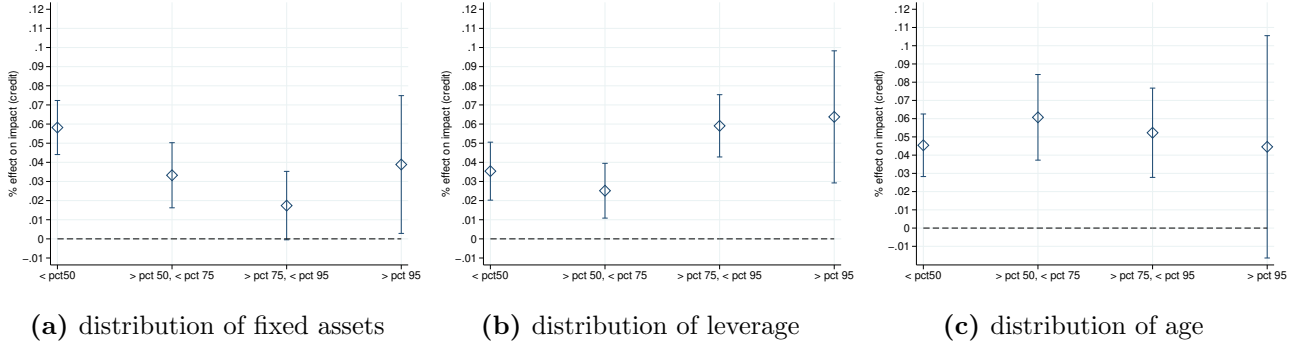 % effect on impact (credit)
.12
.11
.1
.09
.08
.07
.06
.05
.04
.03
.02
.01
0
-.01
< pct50
> pct 50, < pct 75
> pct 75, < pct 95
> pct 95
(a) distribution of fixed assets
% effect on impact (credit)
.12
.11
.1
.09
.08
.07
.06
.05
.04
.03
.02
.01
0
-.01
< pct50
> pct 50, < pct 75
> pct 75, < pct 95
> pct 95
(b) distribution of leverage
% effect on impact (credit)
.12
.11
.1
.09
.08
.07
.06
.05
.04
.03
.02
.01
0
-.01
< pct50
> pct 50, < pct 75
> pct 75, < pct 95
> pct 95
(c) distribution of age